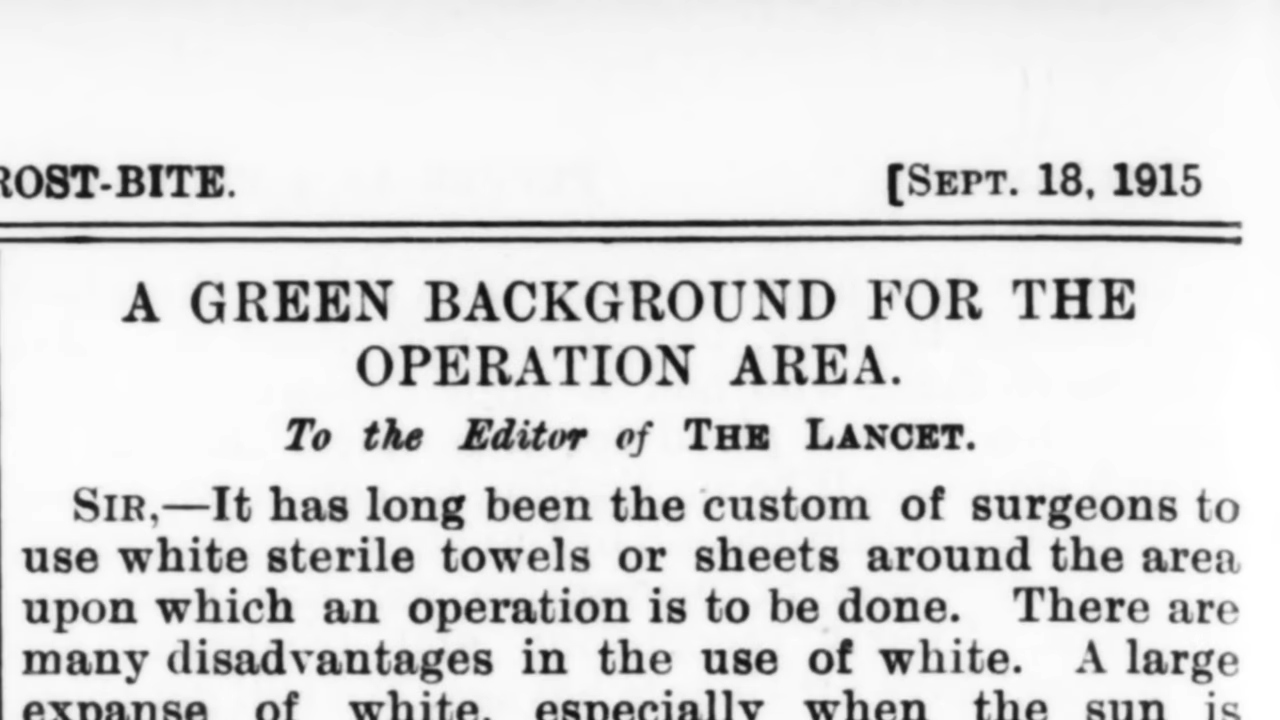 ROST-BITE.
[SEPT. 18, 1915
A GREEN BACKGROUND FOR THE
OPERATION AREA.
To the Editor of THE LANCET.
SIR,—It has long been the custom of surgeons to
use white sterile towels or sheets around the area
upon which an operation is to be done. There are
many disadvantages in the use of white. A large
expanse of white, especially when the sun is